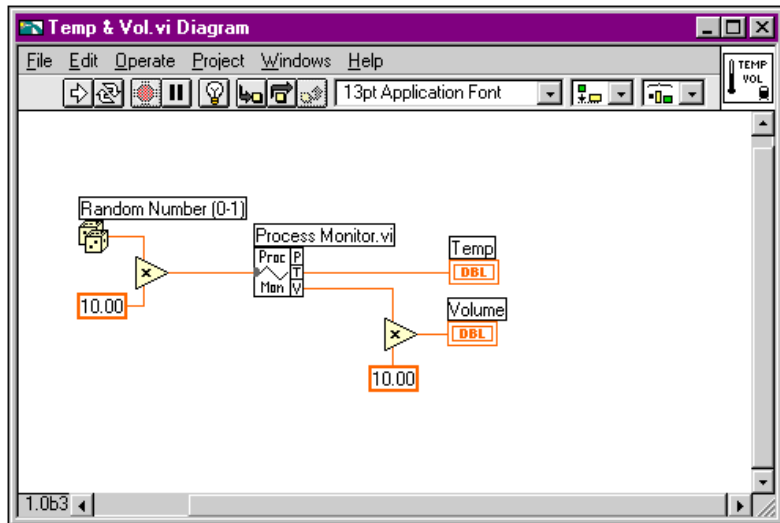 Temp & Vol.vi Diagram
File Edit Operate Project Windows Help
TEMP
VOL
13pt Application Font
Random Number (0-1)
Process Monitor.vi
Temp
Proc P
T
Mon V
DBL
10.00
Volume
DBL
10.00
1.0b3